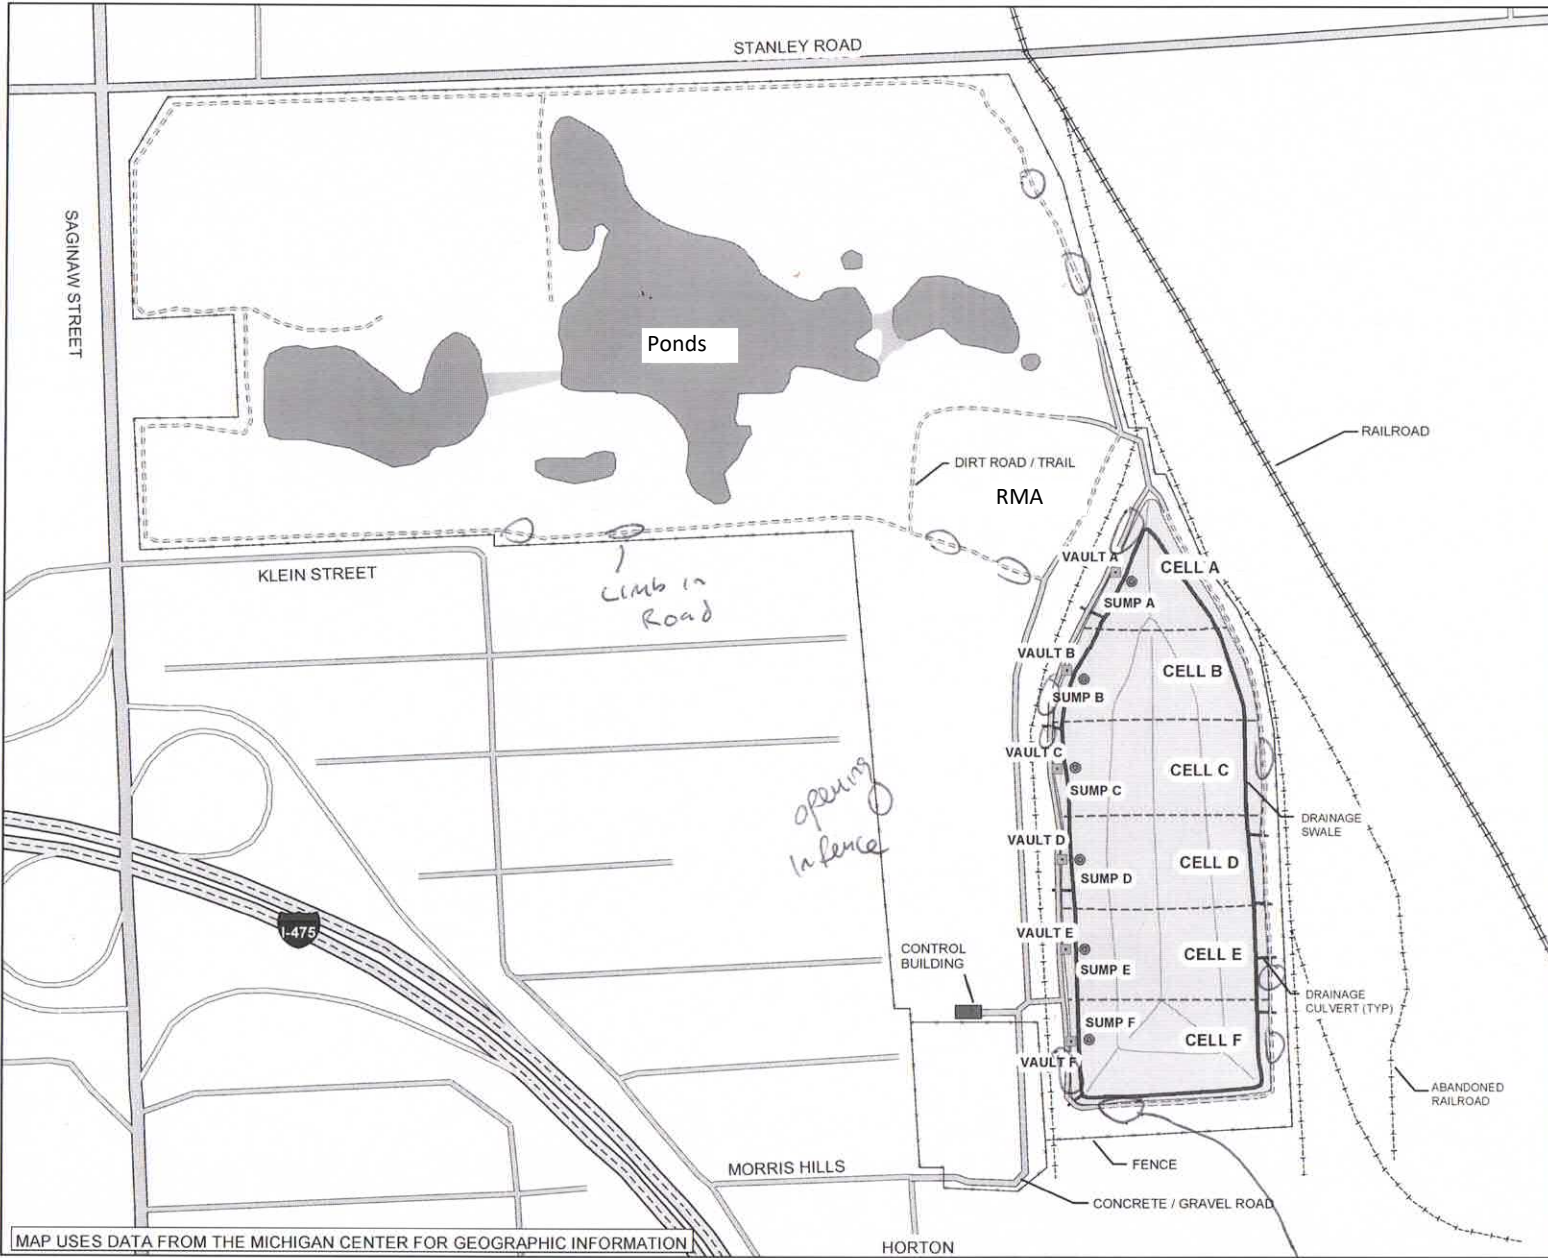 STANLEY ROAD
SAGINAW STREET
Ponds
RAILROAD
DIRT ROAD / TRAIL
RMA
KLEIN STREET
Climb in
Road
VAULT A
CELL A
SUMP A
VAULT B
CELL B
SUMP B
VAULT C
CELL C
SUMP C
opening
In fence
DRAINAGE
SWALE
VAULT D
CELL D
SUMP D
I-475
VAULT E
CONTROL
BUILDING
CELL E
SUMP E
DRAINAGE
CULVERT (TYP)
SUMP F
CELL F
VAULT F
ABANDONED
RAILROAD
MORRIS HILLS
FENCE
CONCRETE / GRAVEL ROAD
MAP USES DATA FROM THE MICHIGAN CENTER FOR GEOGRAPHIC INFORMATION
HORTON